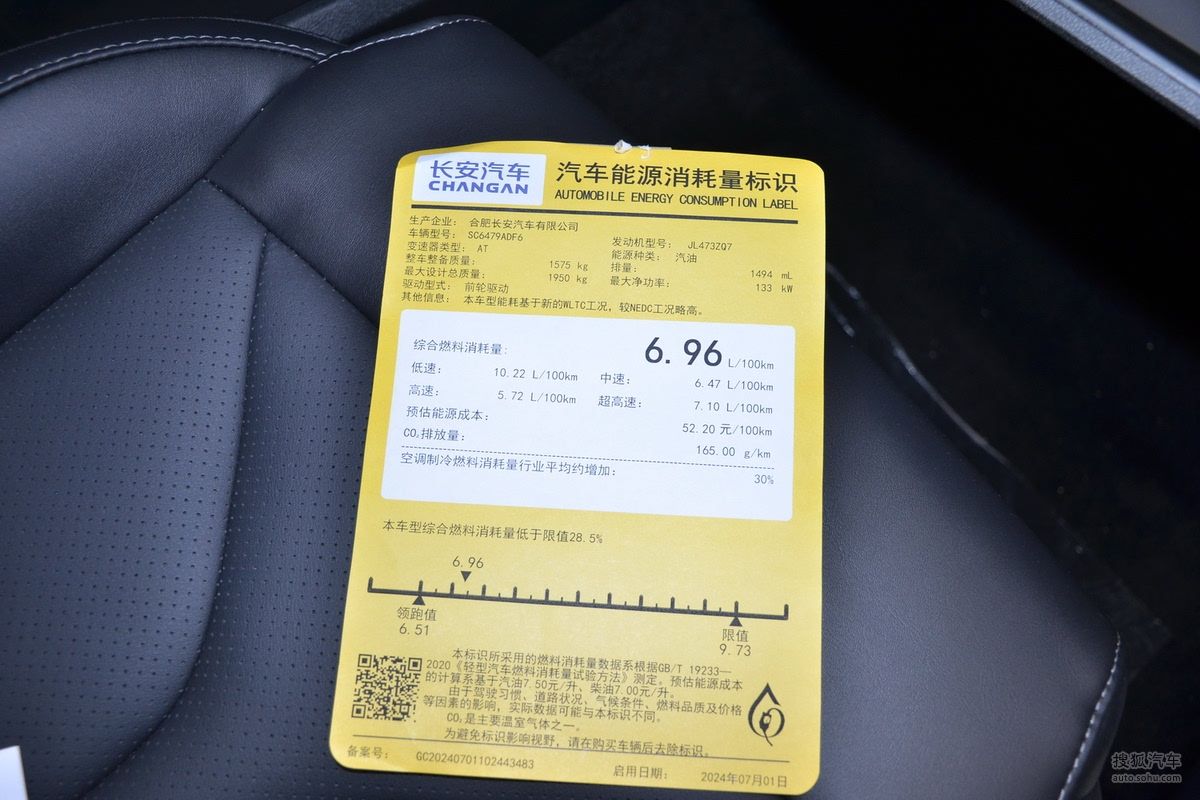 长安汽车
CHANGAN
汽车能源消耗量标识
AUTOMOBILE ENERGY CONSUMPTION LABEL
生产企业: 合肥长安汽车有限公司
车辆型号: SC6479ADF6
发动机型号: JL473ZQ7
变速器类型: AT
能源种类: 汽油
整车整备质量: 1575 kg
排量: 1494 mL
最大设计总质量: 1950 kg
最大净功率: 133 kW
驱动型式: 前轮驱动
其他信息: 本车型能耗基于新的WLTC工况，较NEDC工况略高。
综合燃料消耗量: 6.96 L/100km
低速: 10.22 L/100km 中速: 6.47 L/100km
高速: 5.72 L/100km 超高速: 7.10 L/100km
预估能源成本: 52.20 元/100km
CO₂排放量: 165.00 g/km
空调制冷燃料消耗量行业平均约增加: 30%
本车型综合燃料消耗量低于限值28.5%
6.96
领跑值
6.51
限值
9.73
本标识所采用的燃料消耗量数据系根据GB/T 19233—
2020《轻型汽车燃料消耗量试验方法》测定。预估能源成本
的计算系基于汽油7.50元/升、柴油7.00元/升。
由于驾驶习惯、道路状况、气候条件、燃料品质及价格
等因素的影响，实际数据可能与本标识不同。
CO₂是主要温室气体之一。
为避免标识影响视野，请在购买车辆后去除标识。
备案号: GC20240701102443483
启用日期: 2024年07月01日
搜狐汽车
auto.sohu.com